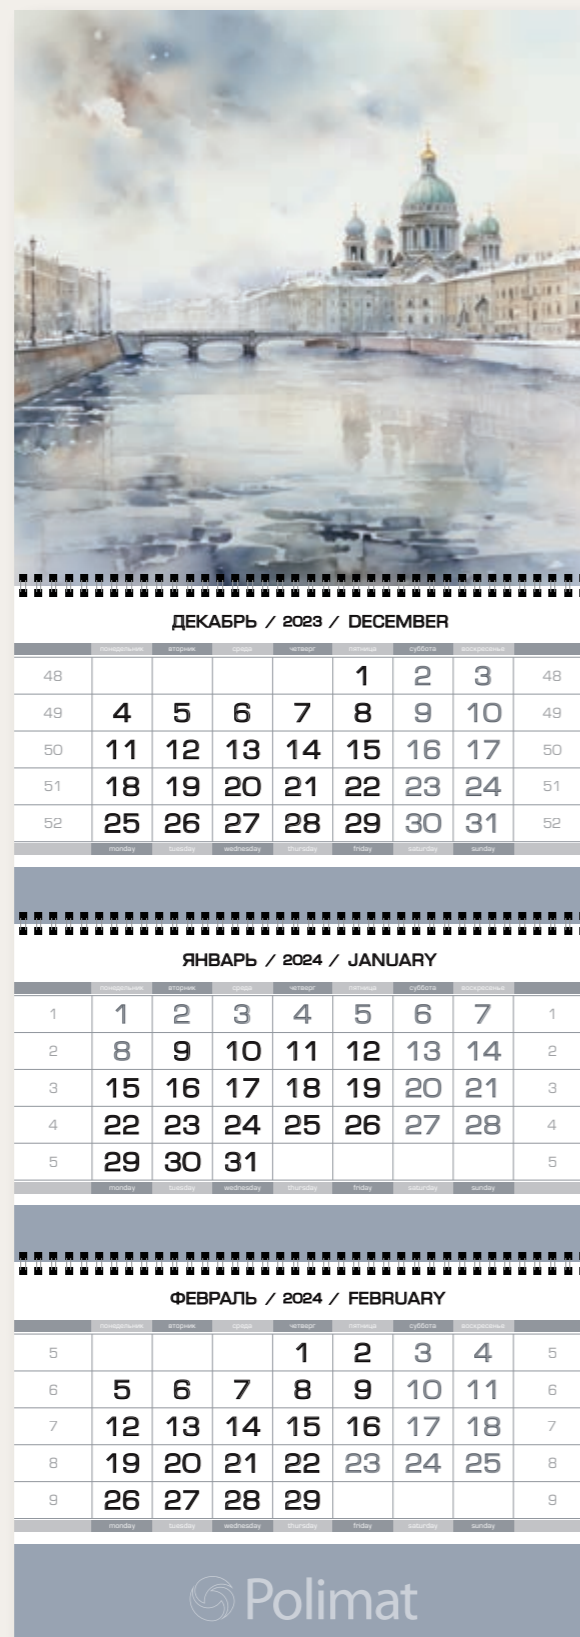 ДЕКАБРЬ / 2023 / DECEMBER
понедельник вторник среда четверг пятница суббота воскресенье
48 1 2 3 48
49 4 5 6 7 8 9 10 49
50 11 12 13 14 15 16 17 50
51 18 19 20 21 22 23 24 51
52 25 26 27 28 29 30 31 52
monday tuesday wednesday thursday friday saturday sunday
ЯНВАРЬ / 2024 / JANUARY
понедельник вторник среда четверг пятница суббота воскресенье
1 1 2 3 4 5 6 7 1
2 8 9 10 11 12 13 14 2
3 15 16 17 18 19 20 21 3
4 22 23 24 25 26 27 28 4
5 29 30 31 5
monday tuesday wednesday thursday friday saturday sunday
ФЕВРАЛЬ / 2024 / FEBRUARY
понедельник вторник среда четверг пятница суббота воскресенье
5 1 2 3 4 5
6 5 6 7 8 9 10 11 6
7 12 13 14 15 16 17 18 7
8 19 20 21 22 23 24 25 8
9 26 27 28 29 9
monday tuesday wednesday thursday friday saturday sunday
Polimat